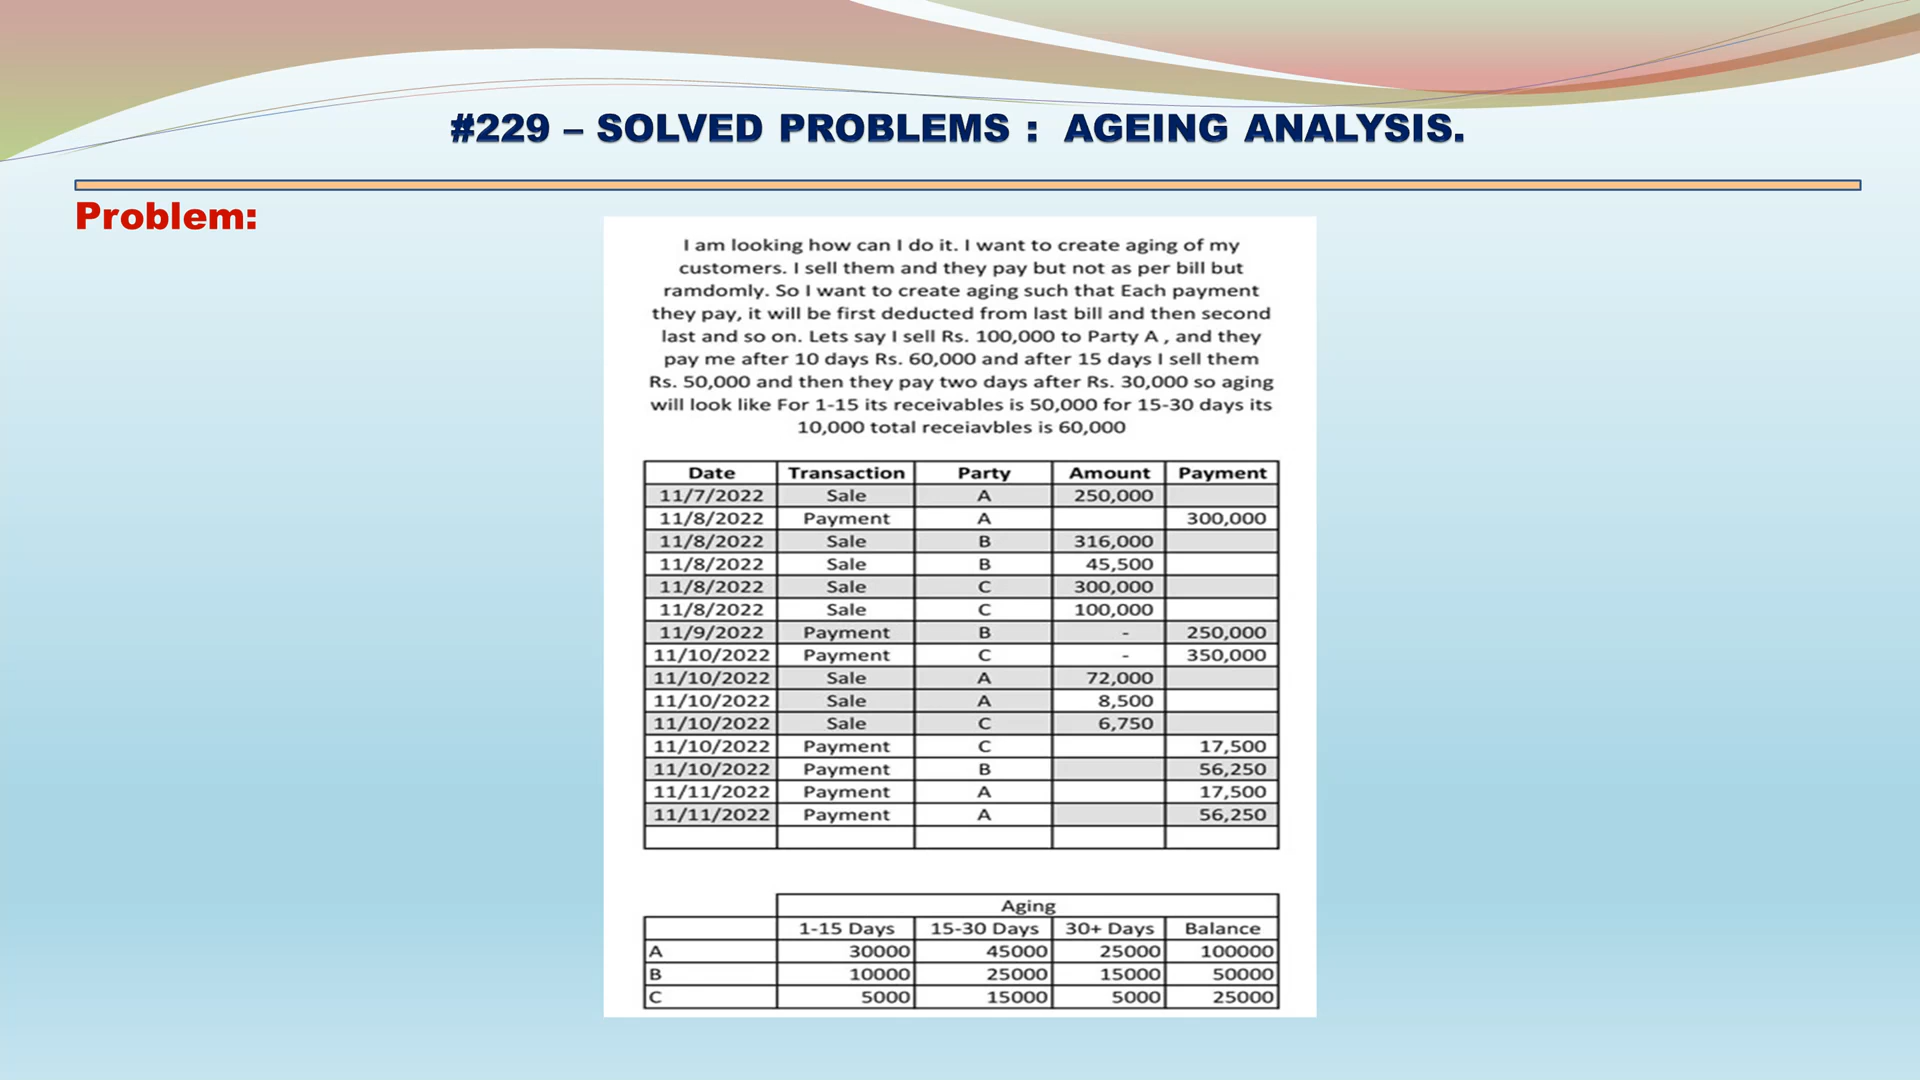 #229 – SOLVED PROBLEMS : AGEING ANALYSIS.
Problem:
I am looking how can I do it. I want to create aging of my
customers. I sell them and they pay but not as per bill but
ramdomly. So I want to create aging such that Each payment
they pay, it will be first deducted from last bill and then second
last and so on. Lets say I sell Rs. 100,000 to Party A , and they
pay me after 10 days Rs. 60,000 and after 15 days I sell them
Rs. 50,000 and then they pay two days after Rs. 30,000 so aging
will look like For 1-15 its receivables is 50,000 for 15-30 days its
10,000 total receiavbles is 60,000
Date Transaction Party Amount Payment
11/7/2022 Sale A 250,000
11/8/2022 Payment A 300,000
11/8/2022 Sale B 316,000
11/8/2022 Sale B 45,500
11/8/2022 Sale C 300,000
11/8/2022 Sale C 100,000
11/9/2022 Payment B - 250,000
11/10/2022 Payment C - 350,000
11/10/2022 Sale A 72,000
11/10/2022 Sale A 8,500
11/10/2022 Sale C 6,750
11/10/2022 Payment C 17,500
11/10/2022 Payment B 56,250
11/11/2022 Payment A 17,500
11/11/2022 Payment A 56,250
Aging
1-15 Days 15-30 Days 30+ Days Balance
A 30000 45000 25000 100000
B 10000 25000 15000 50000
C 5000 15000 5000 25000